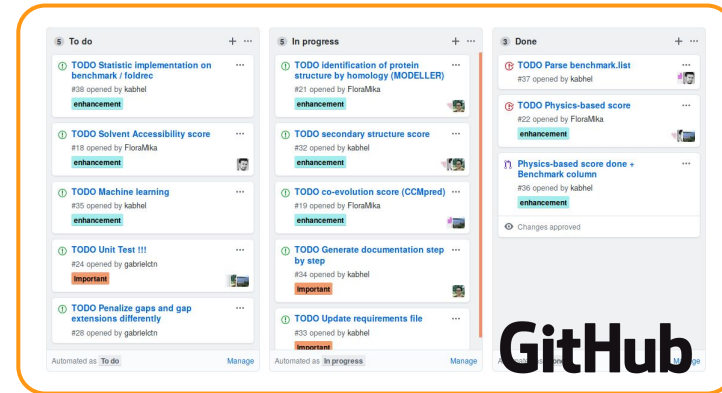 5 To do
TODO Statistic implementation on
benchmark / foldrec
#38 opened by kabhel
enhancement
TODO Solvent Accessibility score
#18 opened by FloraMika
enhancement
TODO Machine learning
#35 opened by kabhel
enhancement
TODO Unit Test !!!
#24 opened by gabrielctn
Important
TODO Penalize gaps and gap
extensions differently
#28 opened by gabrielctn
Automated as To do
Manage
5 In progress
TODO identification of protein
structure by homology (MODELLER)
#21 opened by FloraMika
enhancement
TODO secondary structure score
#32 opened by kabhel
enhancement
TODO co-evolution score (CCMpred)
#19 opened by FloraMika
enhancement
TODO Generate documentation step
by step
#34 opened by kabhel
Important
TODO Update requirements file
#33 opened by kabhel
Important
Automated as In progress
Manage
3 Done
TODO Parse benchmark.list
#37 opened by kabhel
TODO Physics-based score
#22 opened by FloraMika
enhancement
Physics-based score done +
Benchmark column
#36 opened by kabhel
enhancement
Changes approved
GitHub